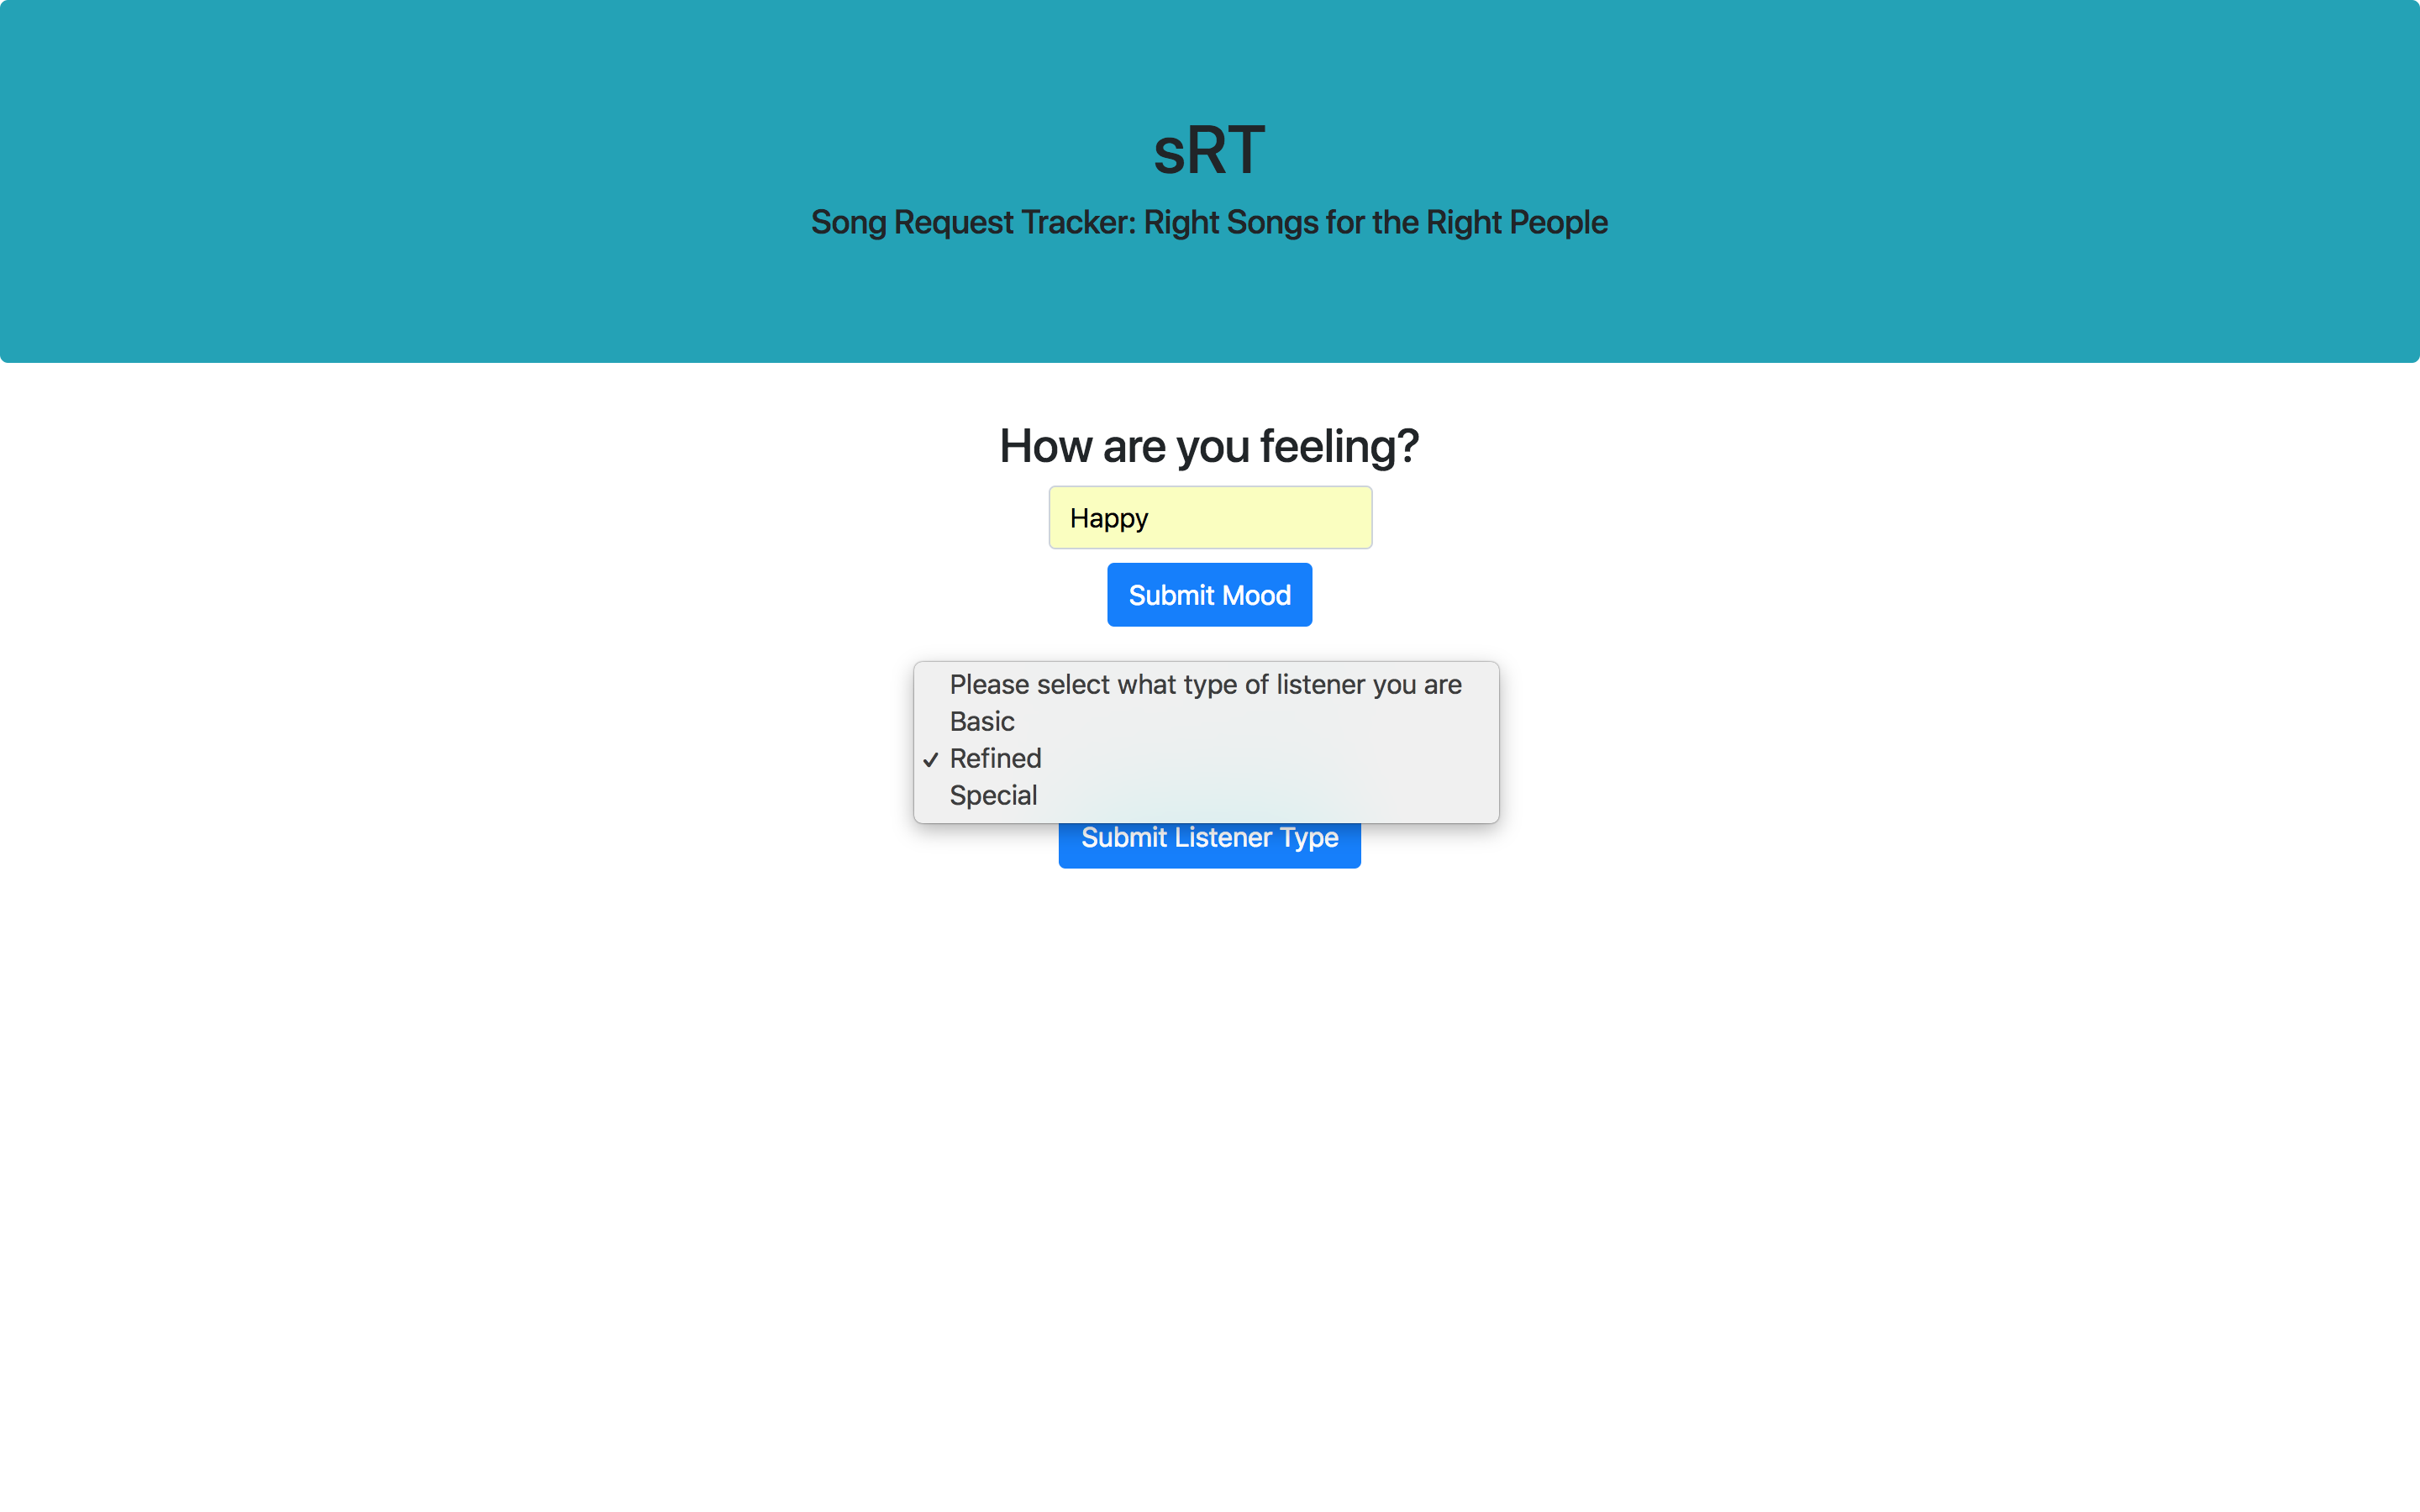 sRT
Song Request Tracker: Right Songs for the Right People
How are you feeling?
Happy
Submit Mood
Please select what type of listener you are
Basic
✓ Refined
Special
Submit Listener Type